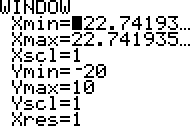 WINDOW
Xmin=■22.74193…
Xmax=22.741935…
Xscl=1
Ymin=-20
Ymax=10
Yscl=1
Xres=1